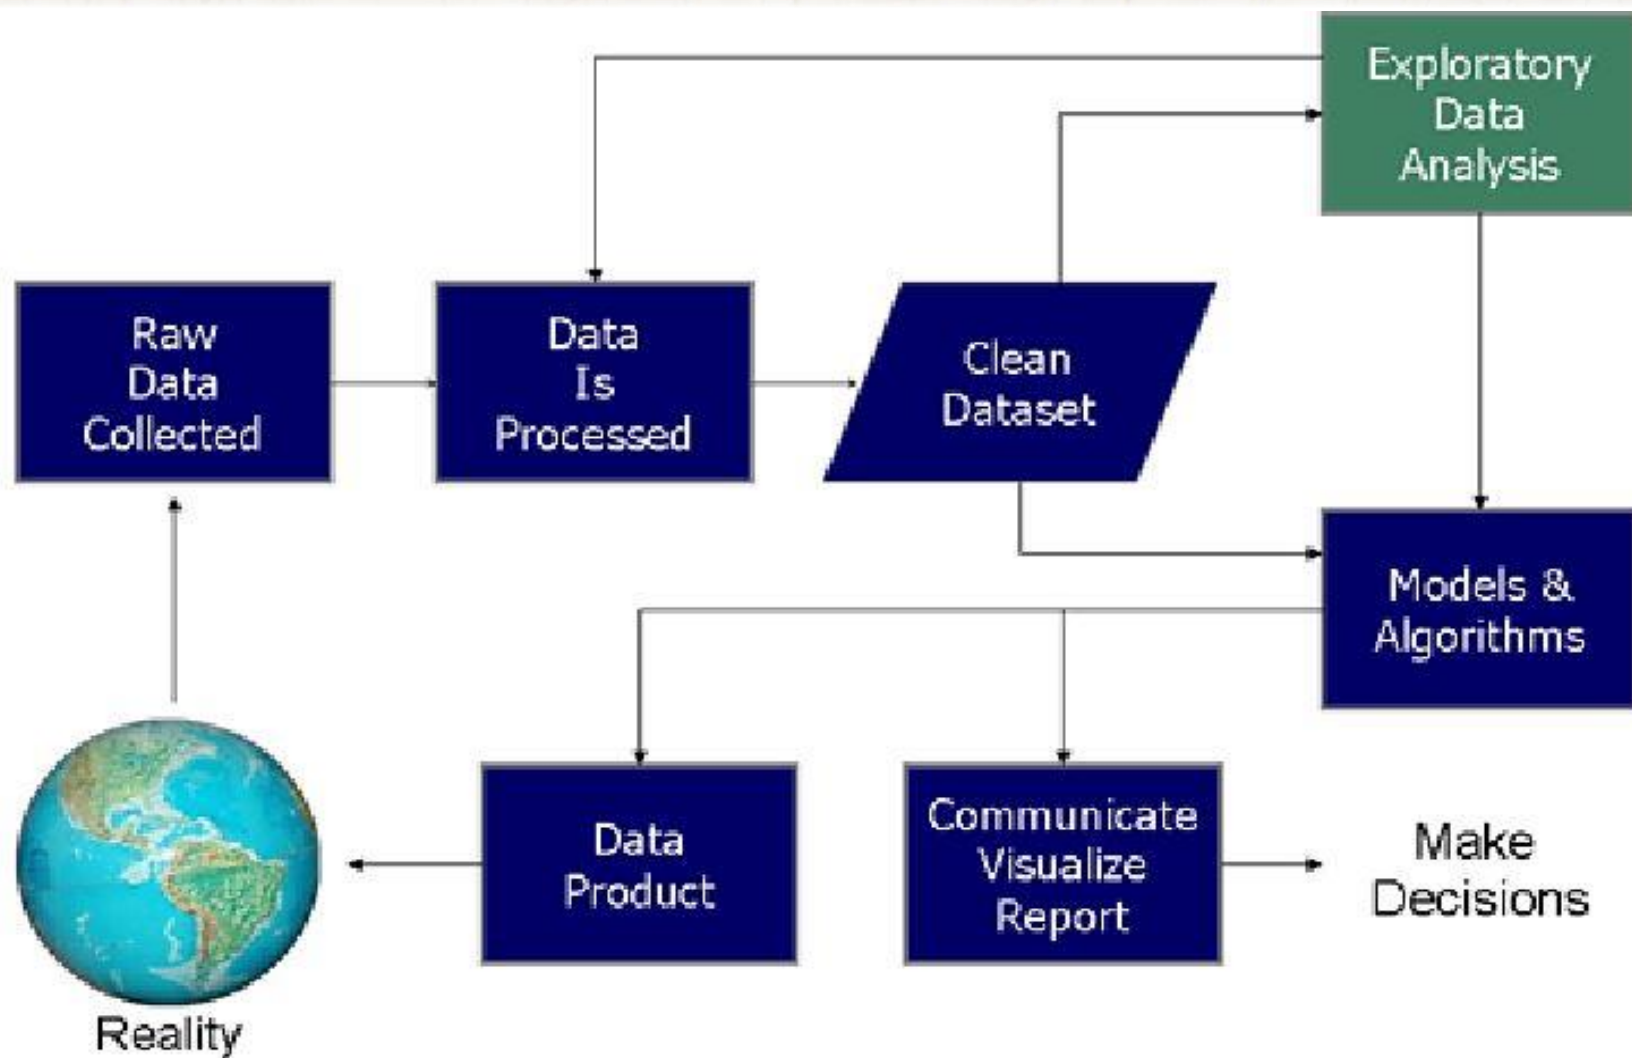 Exploratory
Data
Analysis
Raw
Data
Collected
Data
Is
Processed
Clean
Dataset
Models &
Algorithms
Data
Product
Communicate
Visualize
Report
Make
Decisions
Reality